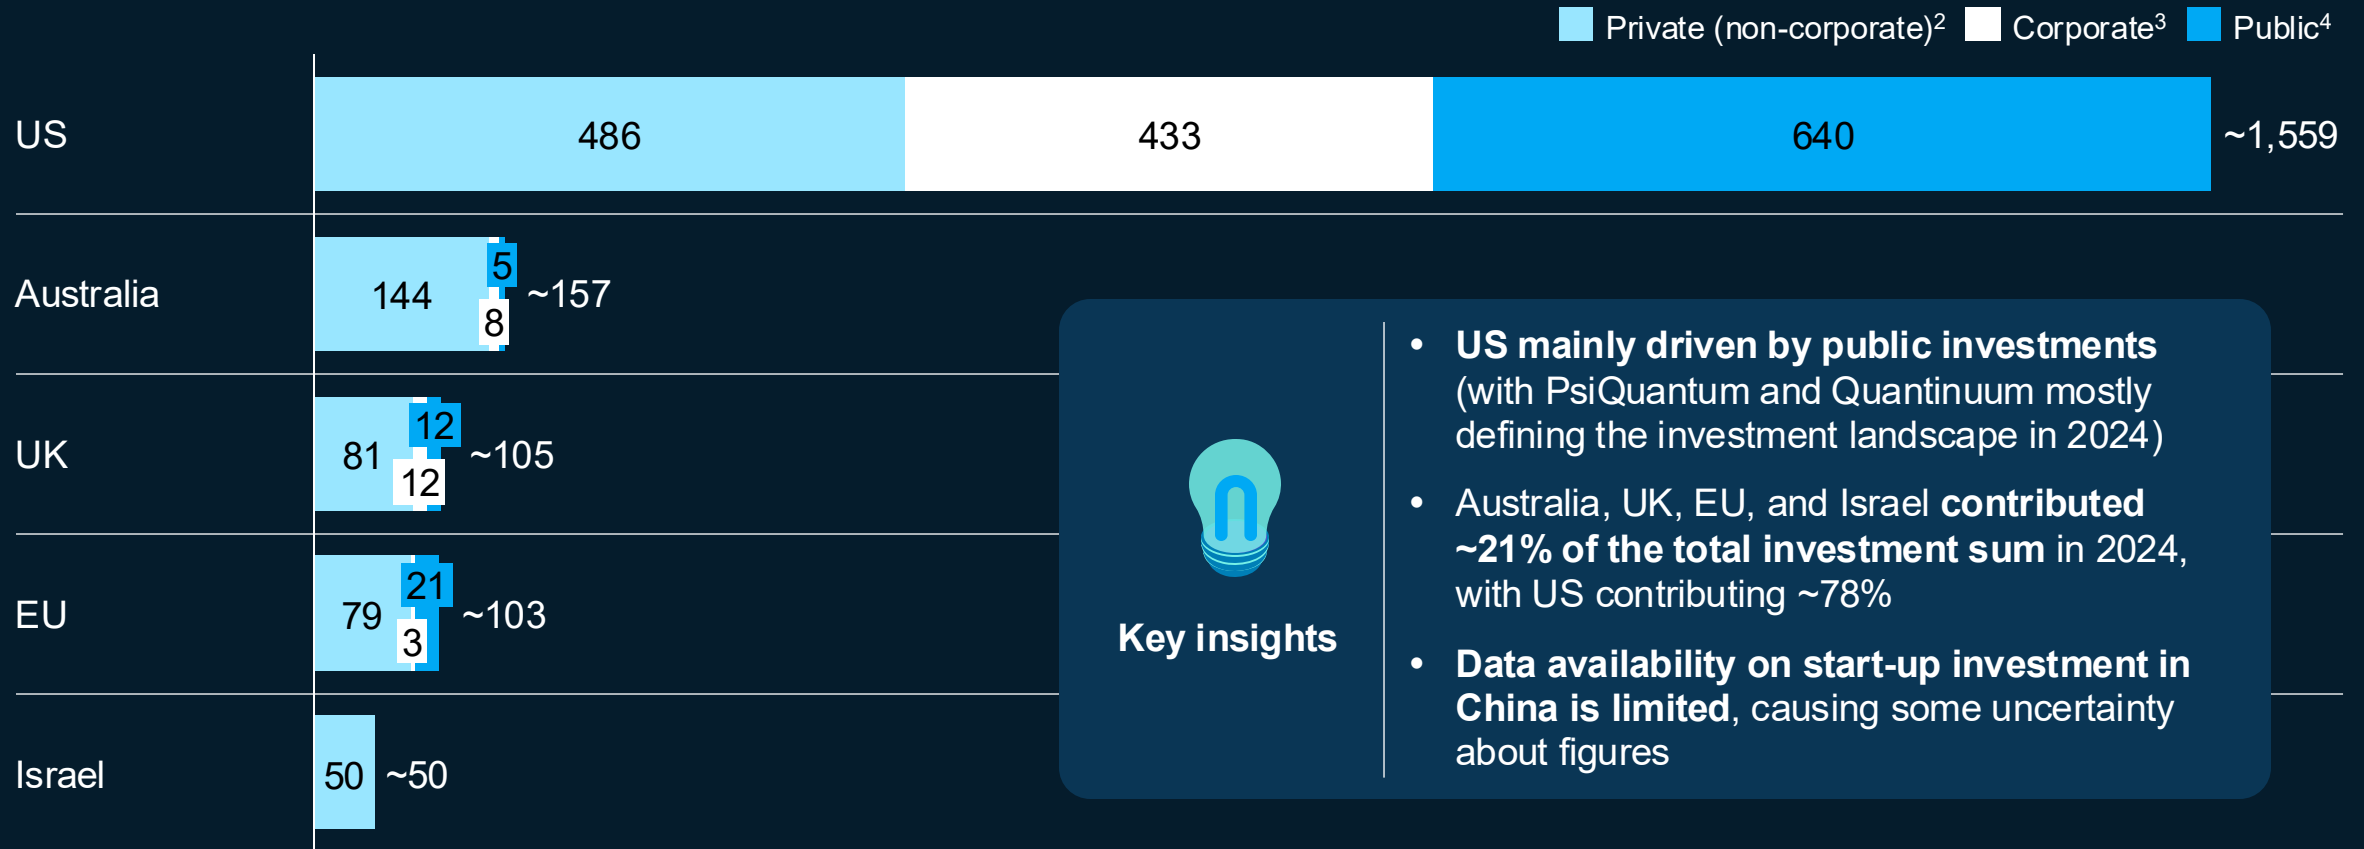 Private (non-corporate)² Corporate³ Public⁴
US 486 433 640 ~1,559
Australia 144 8 5 ~157
UK 81 12 12 ~105
EU 79 3 21 ~103
Israel 50 ~50
Key insights
• US mainly driven by public investments
(with PsiQuantum and Quantinuum mostly
defining the investment landscape in 2024)
• Australia, UK, EU, and Israel contributed
~21% of the total investment sum in 2024,
with US contributing ~78%
• Data availability on start-up investment in
China is limited, causing some uncertainty
about figures